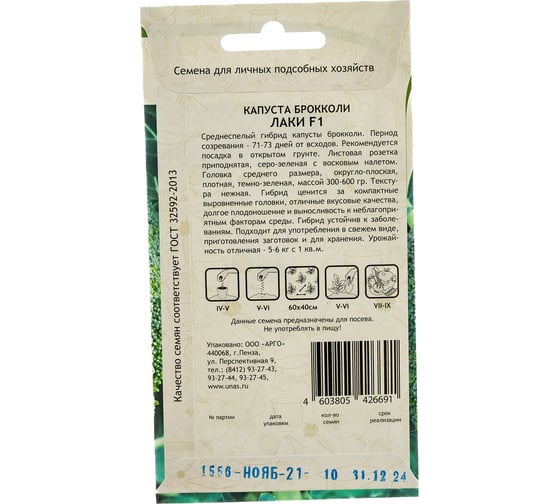 Семена для личных подсобных хозяйств
КАПУСТА БРОККОЛИ
ЛАКИ F1
Среднеспелый гибрид капусты брокколи. Период
созревания - 71-73 дней от всходов. Рекомендуется
посадка в открытом грунте. Листовая розетка
приподнятая, серо-зеленая с восковым налетом.
Головка среднего размера, округло-плоская,
плотная, темно-зеленая, массой 300-600 гр. Тексту-
ра нежная. Гибрид ценится за компактные
выровненные головки, отличные вкусовые качества,
долгое плодоношение и выносливость к неблагоприят-
ным факторам среды. Гибрид устойчив к заболе-
ваниям. Подходит для употребления в свежем виде,
приготовления заготовок и для хранения. Урожай-
ность отличная - 5-6 кг с 1 кв.м.
IV-V V-VI 60х40см V-VI VII-IX
Данные семена предназначены для посева.
Не употреблять в пищу!
Упаковано: ООО «АРГО»
440068, г.Пенза,
ул. Перспективная 9,
тел.: (8412) 93-27-43,
93-27-44, 93-27-45,
www.unas.ru
4 603805 426691
№ партии дата упаковки кол-во семян срок реализации
1556 -НОЯБ-21- 10 31.12 24
Качество семян соответствует ГОСТ 32592-2013